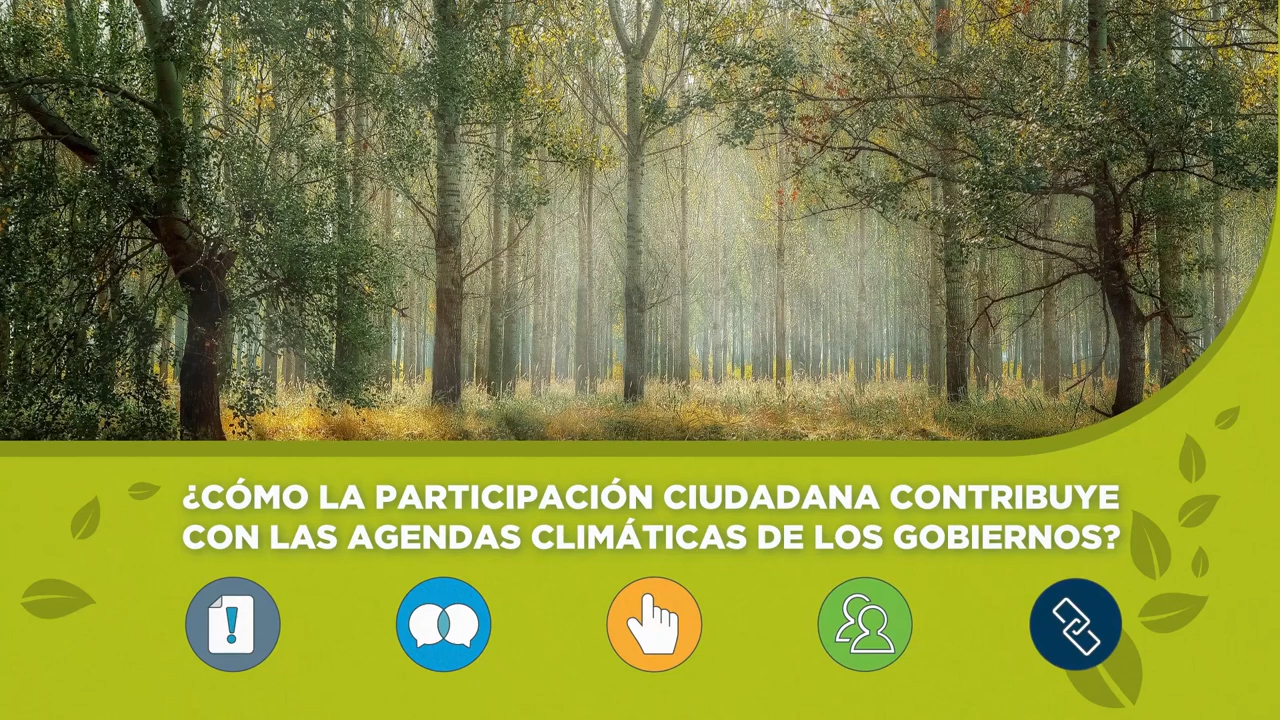 ¿CÓMO LA PARTICIPACIÓN CIUDADANA CONTRIBUYE
CON LAS AGENDAS CLIMÁTICAS DE LOS GOBIERNOS?